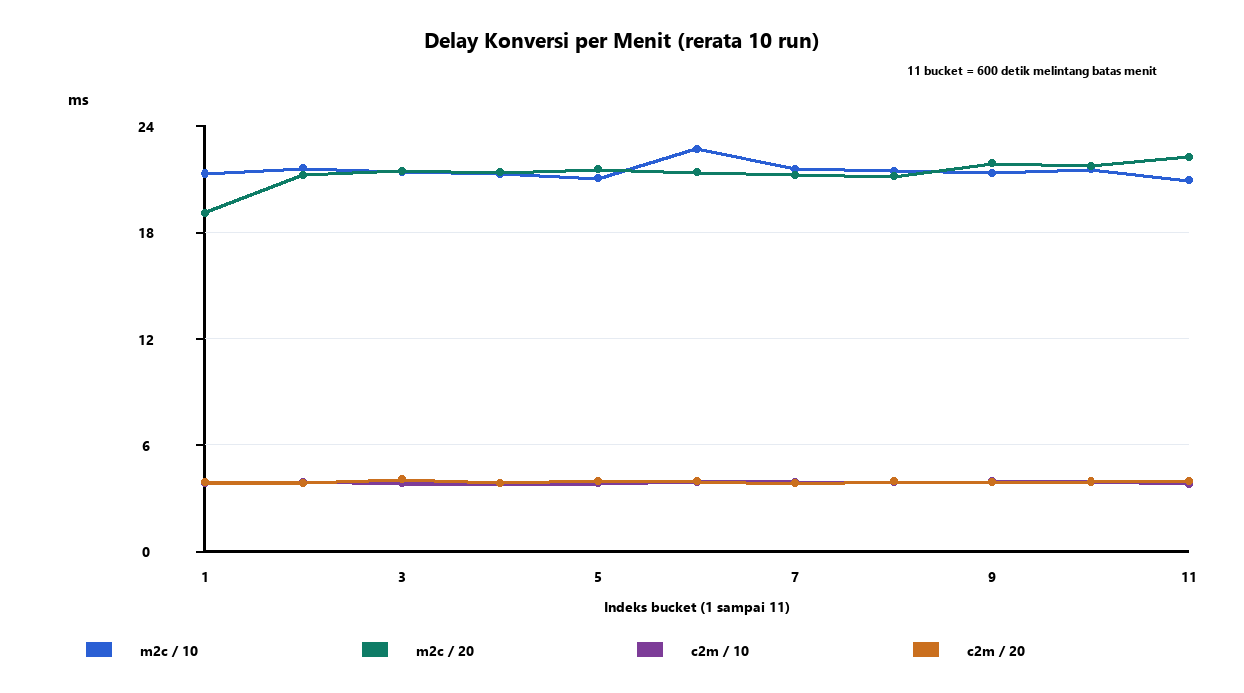 Delay Konversi per Menit (rerata 10 run)
11 bucket = 600 detik melintang batas menit
ms
24
18
12
6
0
1 3 5 7 9 11
Indeks bucket (1 sampai 11)
m2c / 10 m2c / 20 c2m / 10 c2m / 20